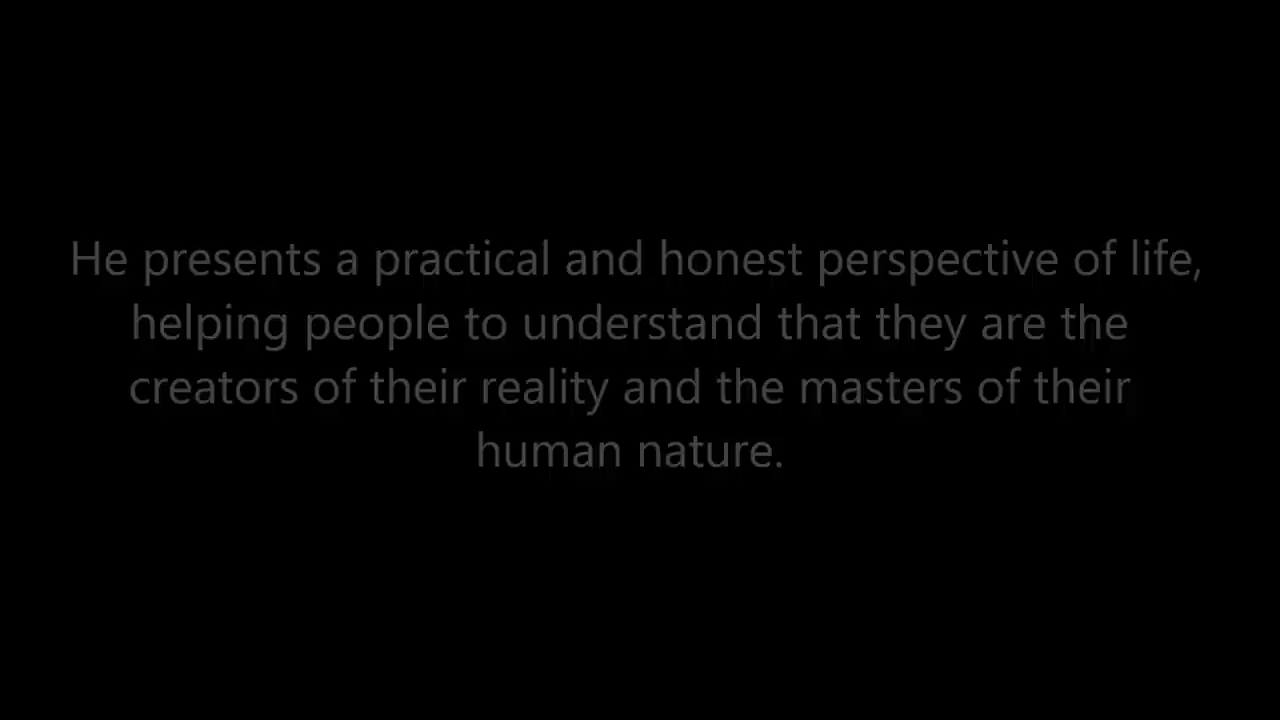 He presents a practical and honest perspective of life,
helping people to understand that they are the
creators of their reality and the masters of their
human nature.